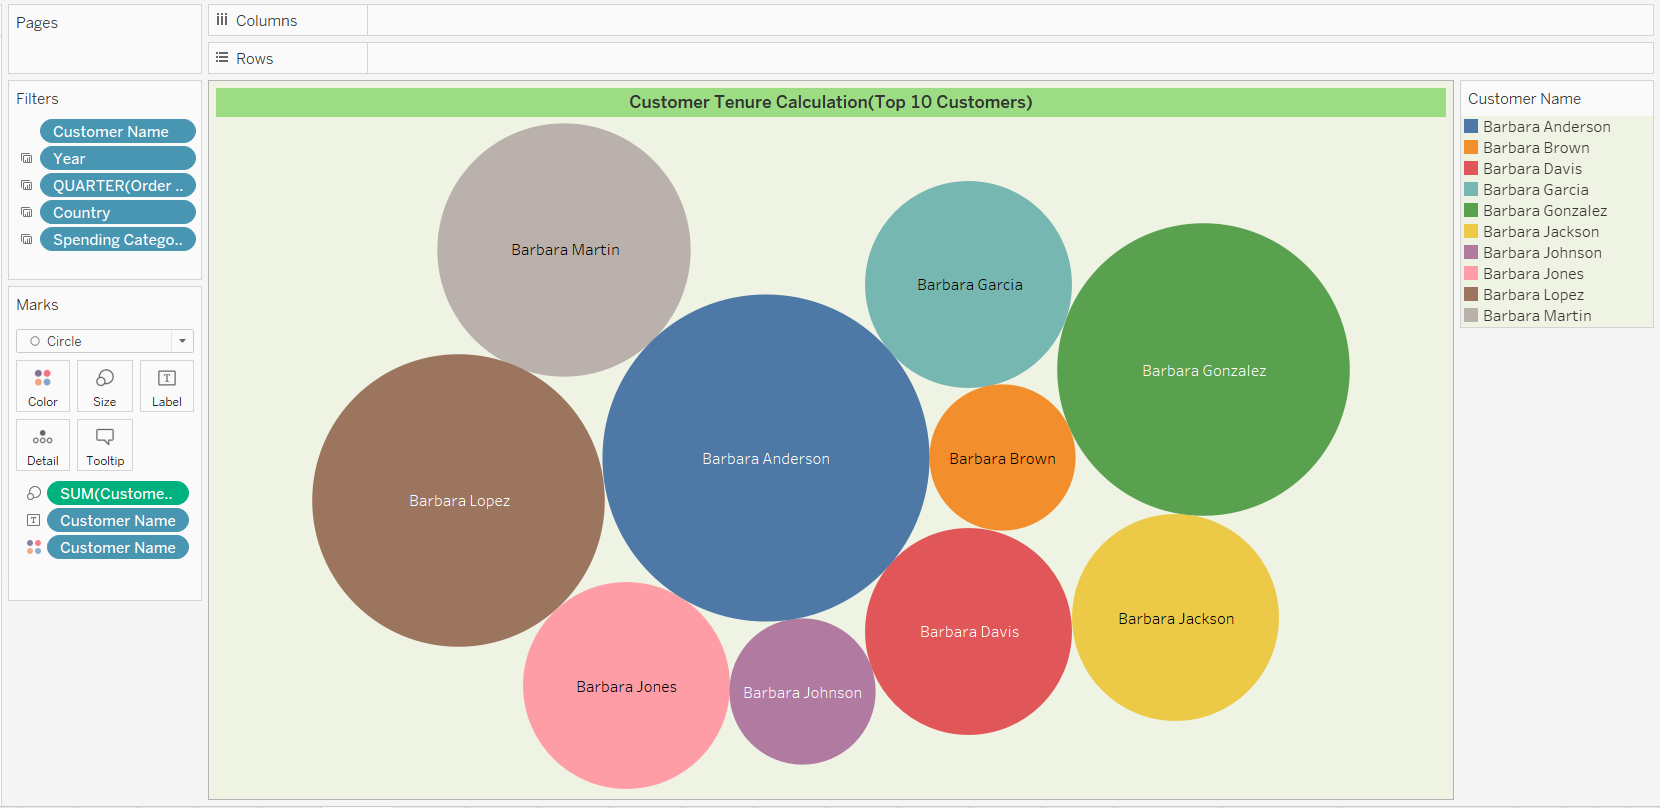 Pages
Columns
Rows
Filters
Customer Name
Year
QUARTER(Order ..
Country
Spending Catego..
Marks
Circle
Color
Size
T
Label
Detail
Tooltip
SUM(Custome..
T
Customer Name
Customer Name
Customer Tenure Calculation(Top 10 Customers)
Barbara Martin
Barbara Garcia
Barbara Gonzalez
Barbara Anderson
Barbara Brown
Barbara Lopez
Barbara Jackson
Barbara Davis
Barbara Jones
Barbara Johnson
Customer Name
Barbara Anderson
Barbara Brown
Barbara Davis
Barbara Garcia
Barbara Gonzalez
Barbara Jackson
Barbara Johnson
Barbara Jones
Barbara Lopez
Barbara Martin